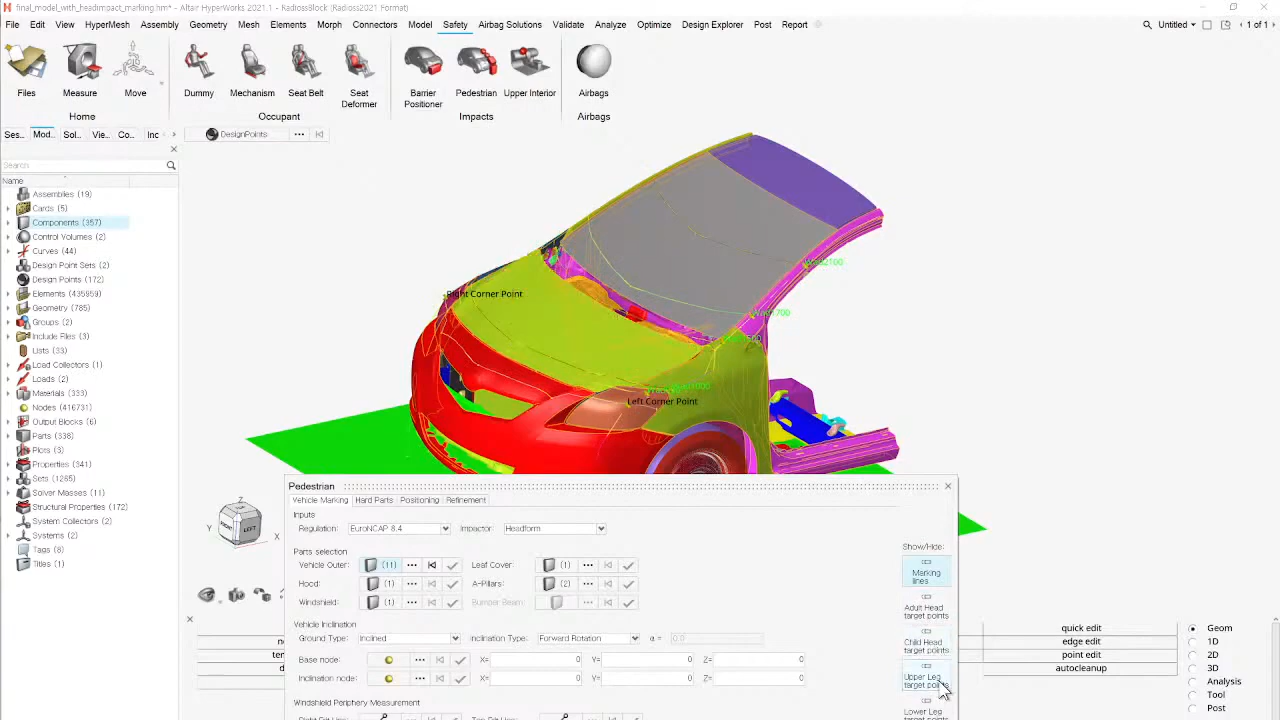 final_model_with_headimpact_marking.hm* - Altair HyperWorks 2021.1 - RadiossBlock (Radioss2021 Format)
File Edit View HyperWorks Assembly Geometry Mesh Elements Morph Connectors Model Safety Airbag Solutions Validate Analyze Optimize Design Explorer Post Report Untitled 1 of 1
Files Measure Move Dummy Mechanism Seat Belt Seat Deformer Barrier Positioner Pedestrian Upper Interior Airbags
Home Occupant Impacts Airbags
Ses... Mod... Sol... Vie... Co... Inc DesignPoints
Search
Name
Assemblies (19)
Cards (5)
Components (357)
Control Volumes (2)
Curves (44)
Design Point Sets (2)
Design Points (172)
Elements (435959)
Geometry (785)
Groups (2)
Include Files (3)
Lists (33)
Load Collectors (1)
Loads (2)
Materials (333)
Nodes (416731)
Output Blocks (6)
Parts (338)
Plots (3)
Properties (341)
Sets (1265)
Solver Masses (11)
Structural Properties (172)
System Collectors (2)
Systems (2)
Tags (8)
Titles (1)
Right Corner Point
Left Corner Point
Z
Y
X
LEFT
Pedestrian
Vehicle Marking Hard Parts Positioning Refinement
Inputs
Regulation: EuroNCAP 8.4 Impactor: Headform
Parts selection
Vehicle Outer: (11) Leaf Cover: (1)
Hood: (1) A-Pillars: (2)
Windshield: (1) Bumper Beam:
Vehicle Inclination
Ground Type: Inclined Inclination Type: Forward Rotation α = 0.0
Base node: X= 0 Y= 0 Z= 0
Inclination node: X= 0 Y= 0 Z= 0
Windshield Periphery Measurement
Show/Hide:
Marking lines
Adult Head target points
Child Head target points
Upper Leg target points
Lower Leg
quick edit
edge edit
point edit
autocleanup
Geom
1D
2D
3D
Analysis
Tool
Post